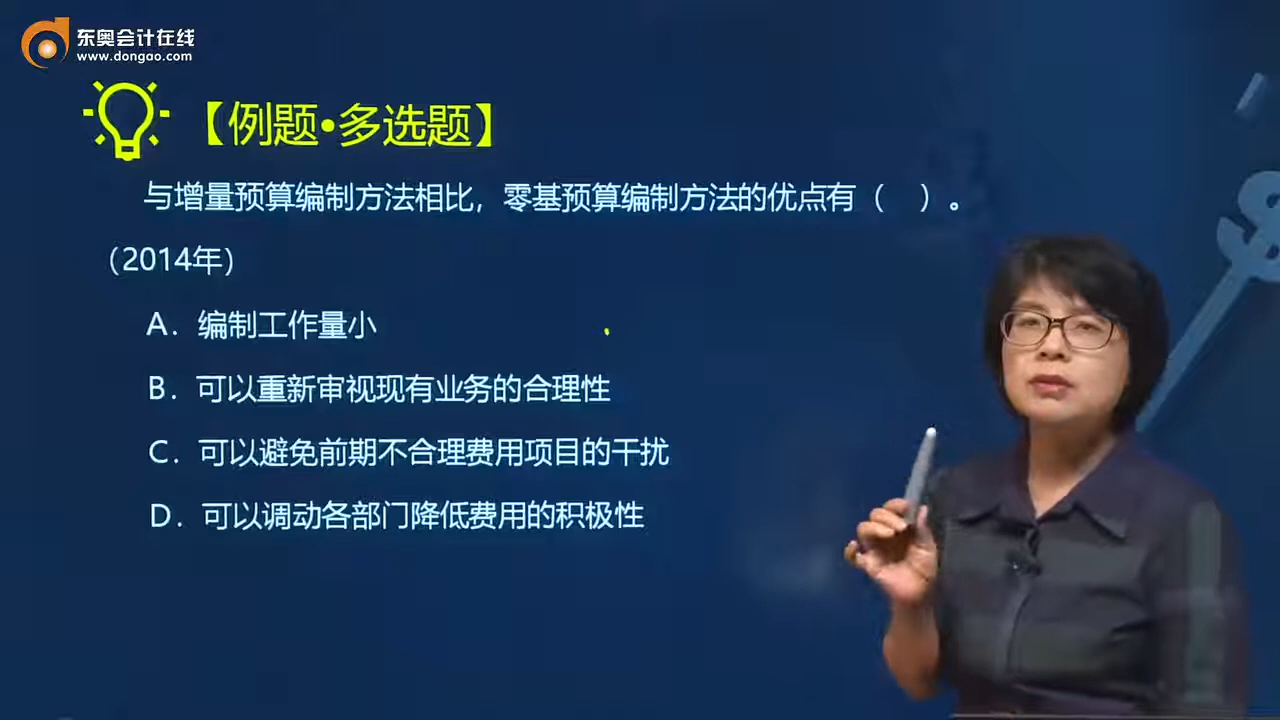 东奥会计在线
www.dongao.com
【例题•多选题】
与增量预算编制方法相比，零基预算编制方法的优点有（　）。
（2014年）
A．编制工作量小
B．可以重新审视现有业务的合理性
C．可以避免前期不合理费用项目的干扰
D．可以调动各部门降低费用的积极性